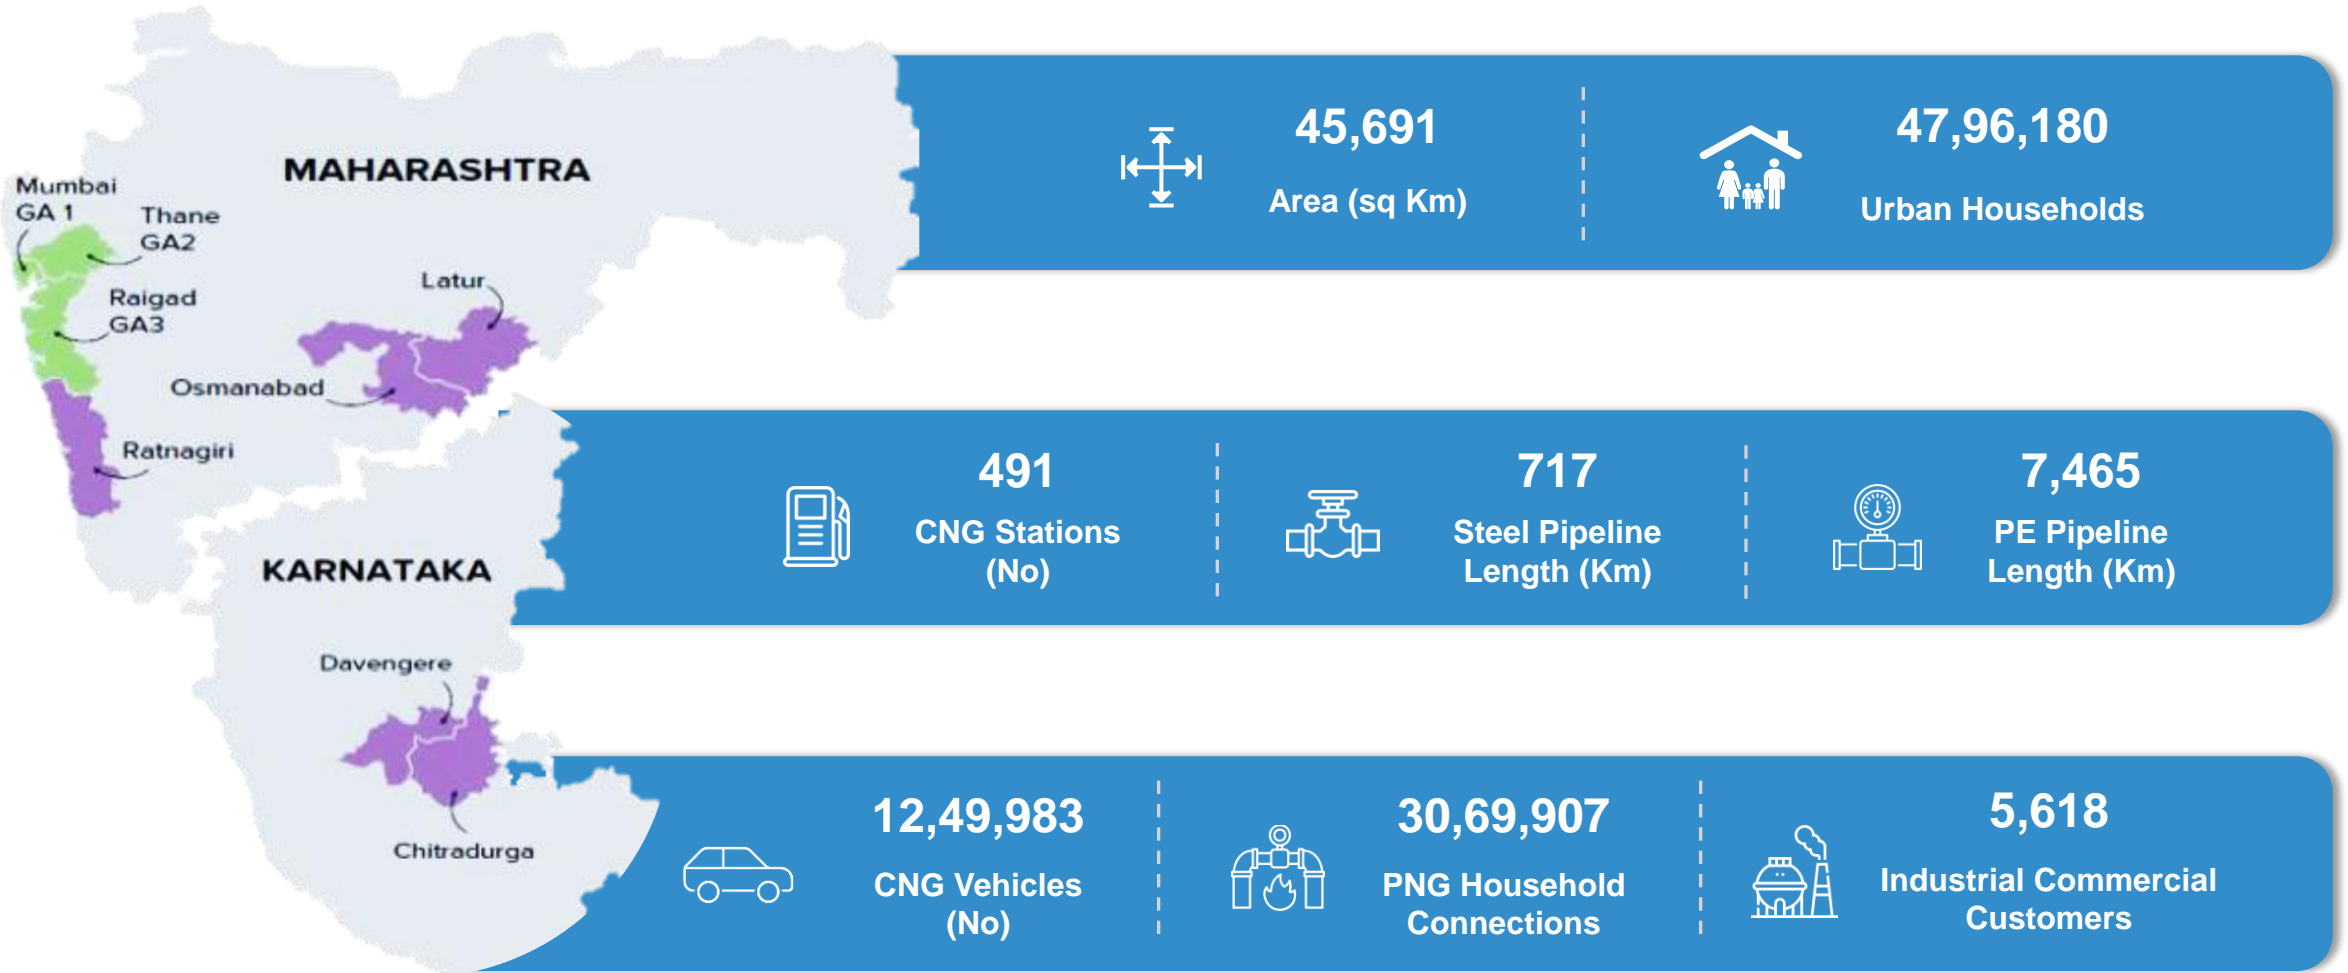 MAHARASHTRA
Mumbai
GA 1
Thane
GA2
Raigad
GA3
Latur
Osmanabad
Ratnagiri
KARNATAKA
Davengere
Chitradurga
45,691
Area (sq Km)
47,96,180
Urban Households
491
CNG Stations
(No)
717
Steel Pipeline
Length (Km)
7,465
PE Pipeline
Length (Km)
12,49,983
CNG Vehicles
(No)
30,69,907
PNG Household
Connections
5,618
Industrial Commercial
Customers